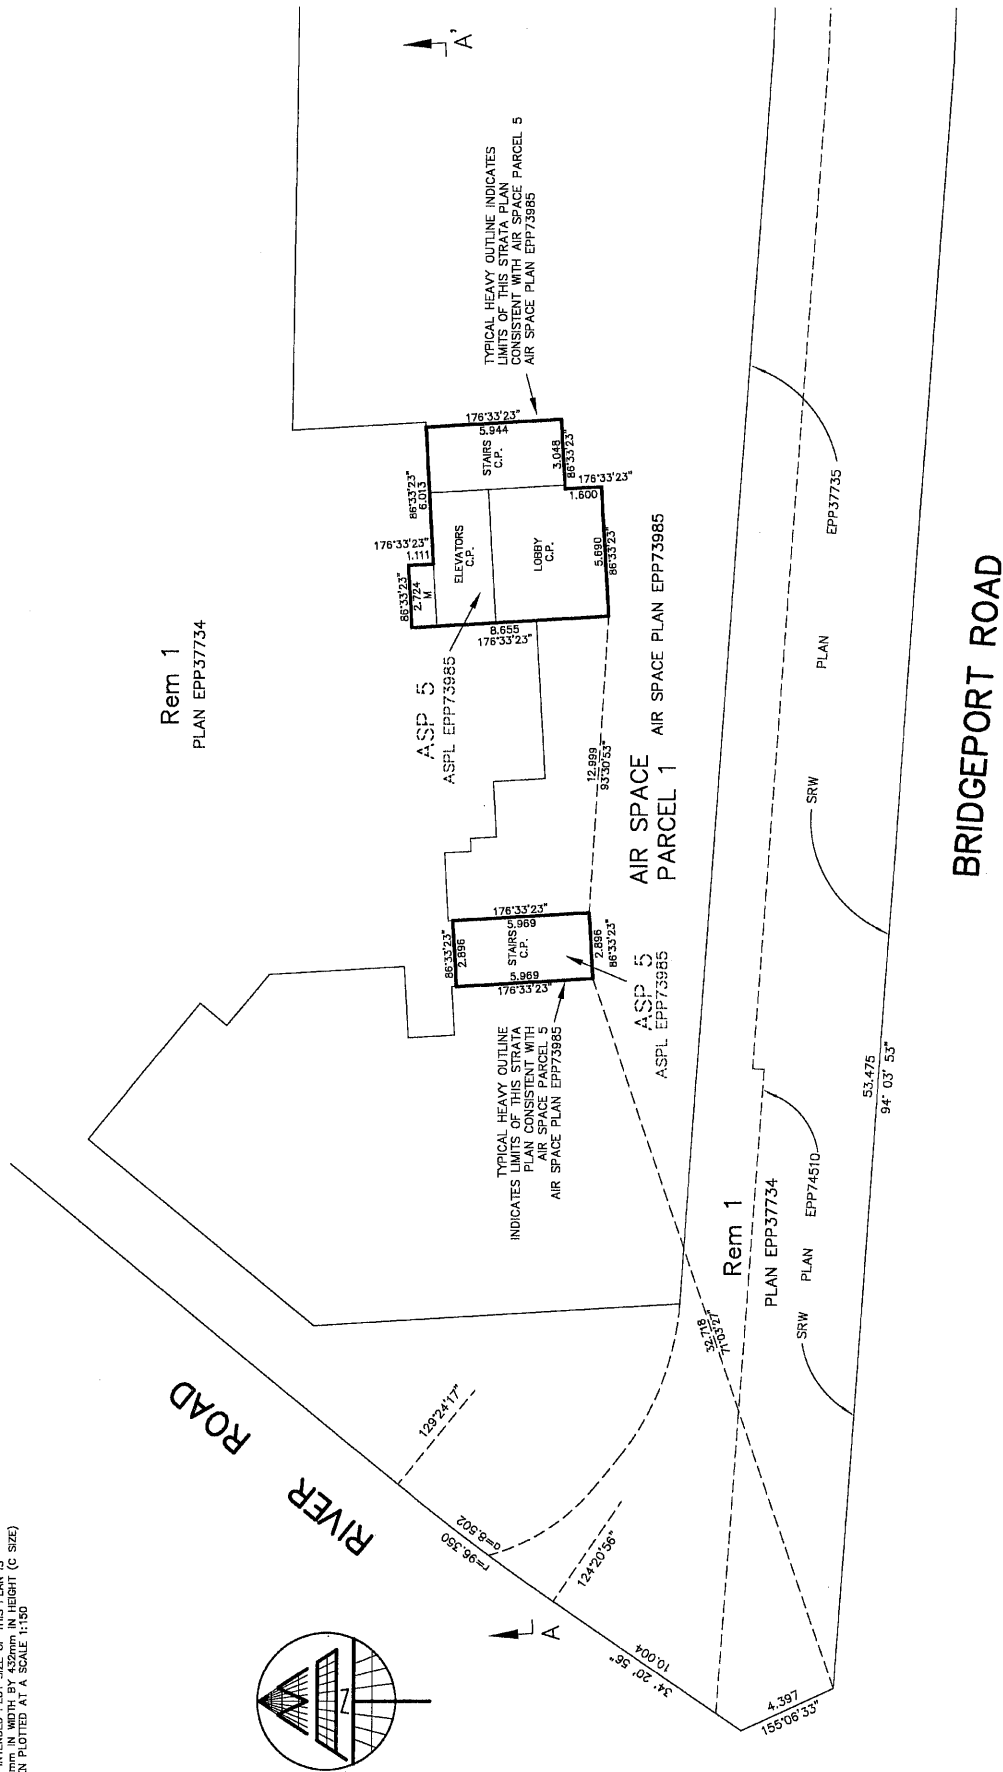 INTENDED PLOT SIZE OF THIS PLAN IS
mm IN WIDTH BY 432mm IN HEIGHT (C SIZE)
N PLOTTED AT A SCALE 1:150
A'
TYPICAL HEAVY OUTLINE INDICATES
LIMITS OF THIS STRATA PLAN
CONSISTENT WITH AIR SPACE PARCEL 5
AIR SPACE PLAN EPP73985
Rem 1
PLAN EPP37734
86°33'23"
2.724
M
176°33'23"
1.111
86°33'23"
6.013
176°33'23"
5.944
STAIRS
C.P.
3.048
86°33'23"
176°33'23"
1.600
ELEVATORS
C.P.
LOBBY
C.P.
5.690
86°33'23"
8.655
176°33'23"
ASP 5
ASPL EPP73985
12.999
93°30'53"
AIR SPACE
PARCEL 1
AIR SPACE PLAN EPP73985
86°33'23"
2.896
176°33'23"
5.969
STAIRS
C.P.
5.969
176°33'23"
2.896
86°33'23"
ASP 5
ASPL EPP73985
TYPICAL HEAVY OUTLINE
INDICATES LIMITS OF THIS STRATA
PLAN CONSISTENT WITH
AIR SPACE PARCEL 5
AIR SPACE PLAN EPP73985
RIVER ROAD
129°24'17"
r=96.350
a=8.502
124°20'56"
A
10.004
34° 20' 56"
4.397
155°06'33"
32.718
71°03'27"
Rem 1
PLAN EPP37734
SRW PLAN EPP74510
53.475
94° 03' 53"
SRW PLAN EPP37735
BRIDGEPORT ROAD
N